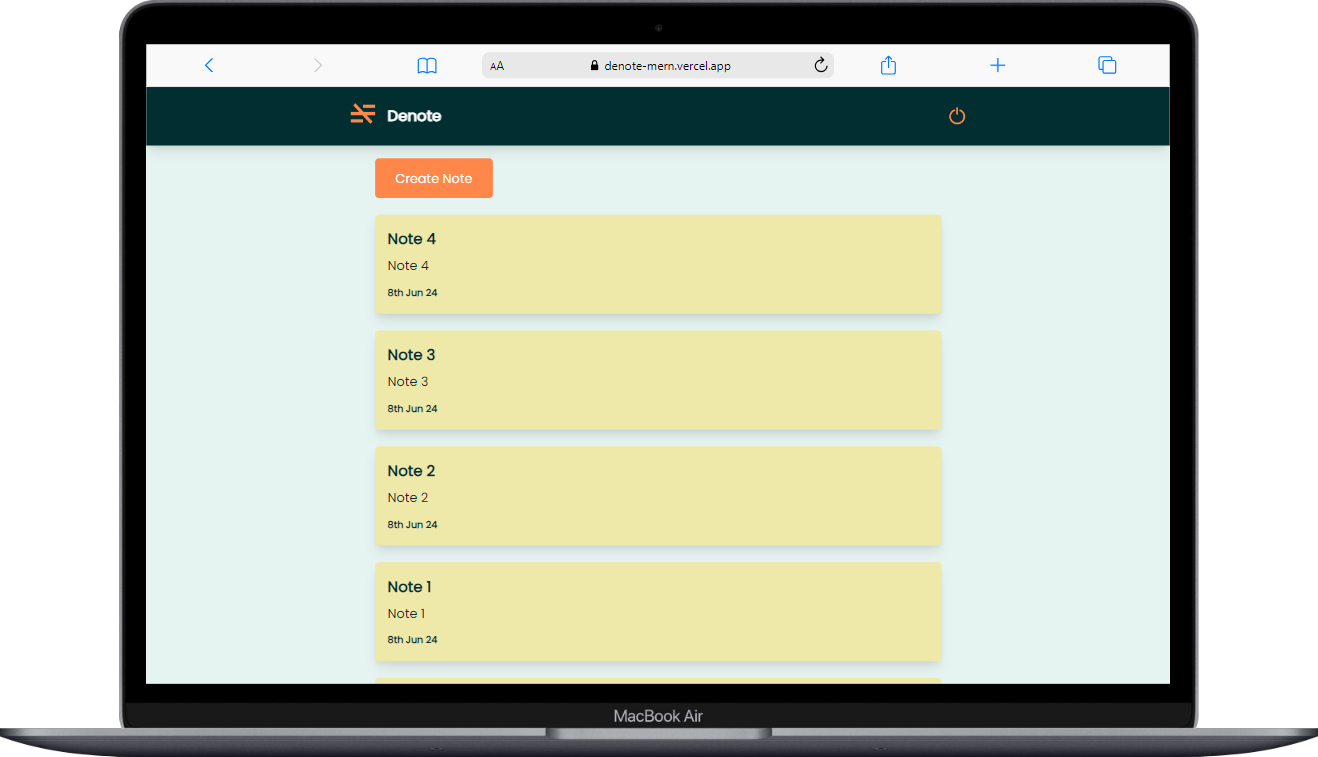 AA
denote-mern.vercel.app
Denote
Create Note
Note 4
Note 4
8th Jun 24
Note 3
Note 3
8th Jun 24
Note 2
Note 2
8th Jun 24
Note 1
Note 1
8th Jun 24
MacBook Air